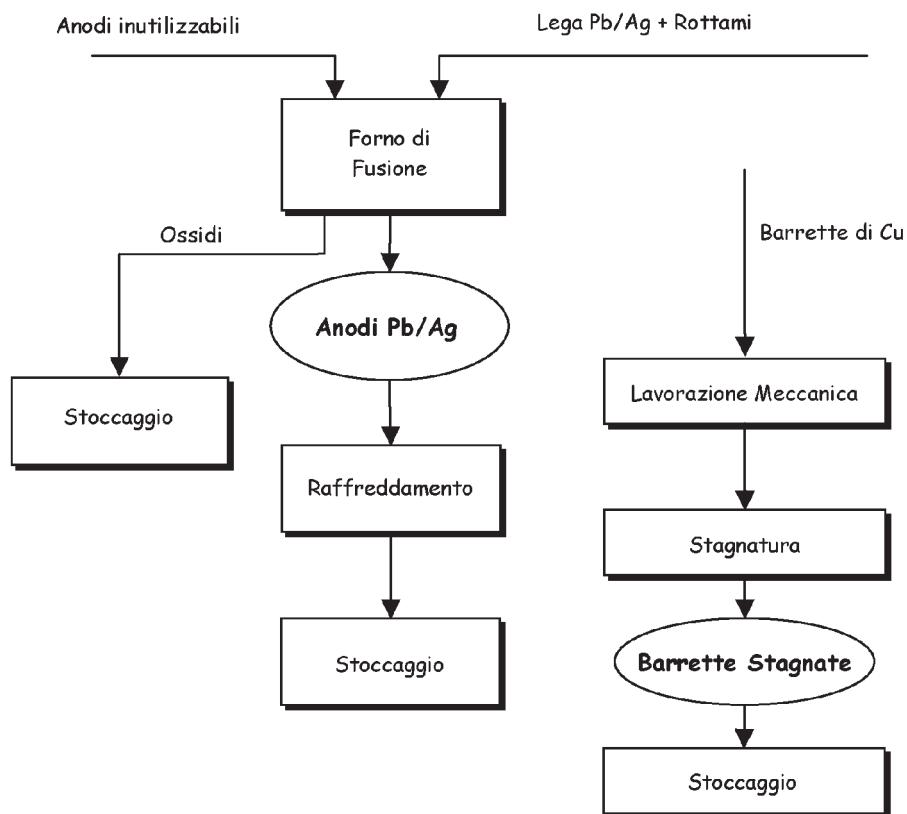 Anodi inutilizzabili
Lega Pb/Ag + Rottami
Forno di
Fusione
Ossidi
Barrette di Cu
Anodi Pb/Ag
Stoccaggio
Lavorazione Meccanica
Raffreddamento
Stagnatura
Stoccaggio
Barrette Stagnate
Stoccaggio